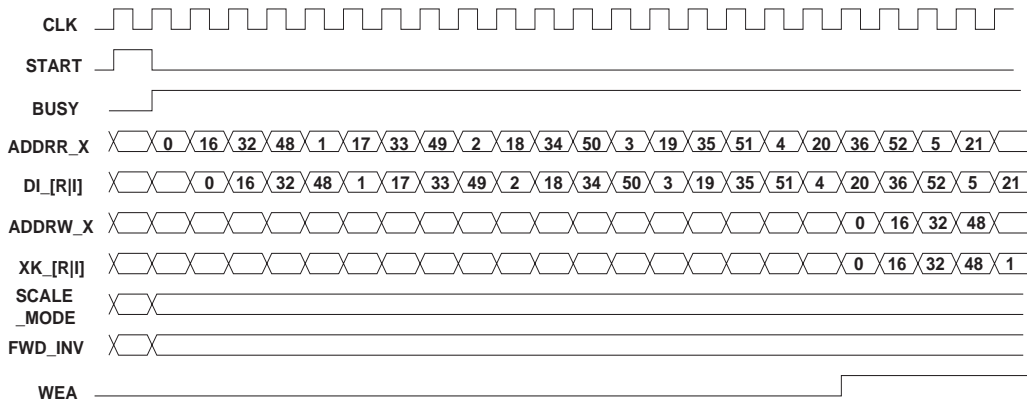 CLK
START
BUSY
ADDRR_X 0 16 32 48 1 17 33 49 2 18 34 50 3 19 35 51 4 20 36 52 5 21
DI_[R|I] 0 16 32 48 1 17 33 49 2 18 34 50 3 19 35 51 4 20 36 52 5 21
ADDRW_X 0 16 32 48
XK_[R|I] 0 16 32 48 1
SCALE
_MODE
FWD_INV
WEA